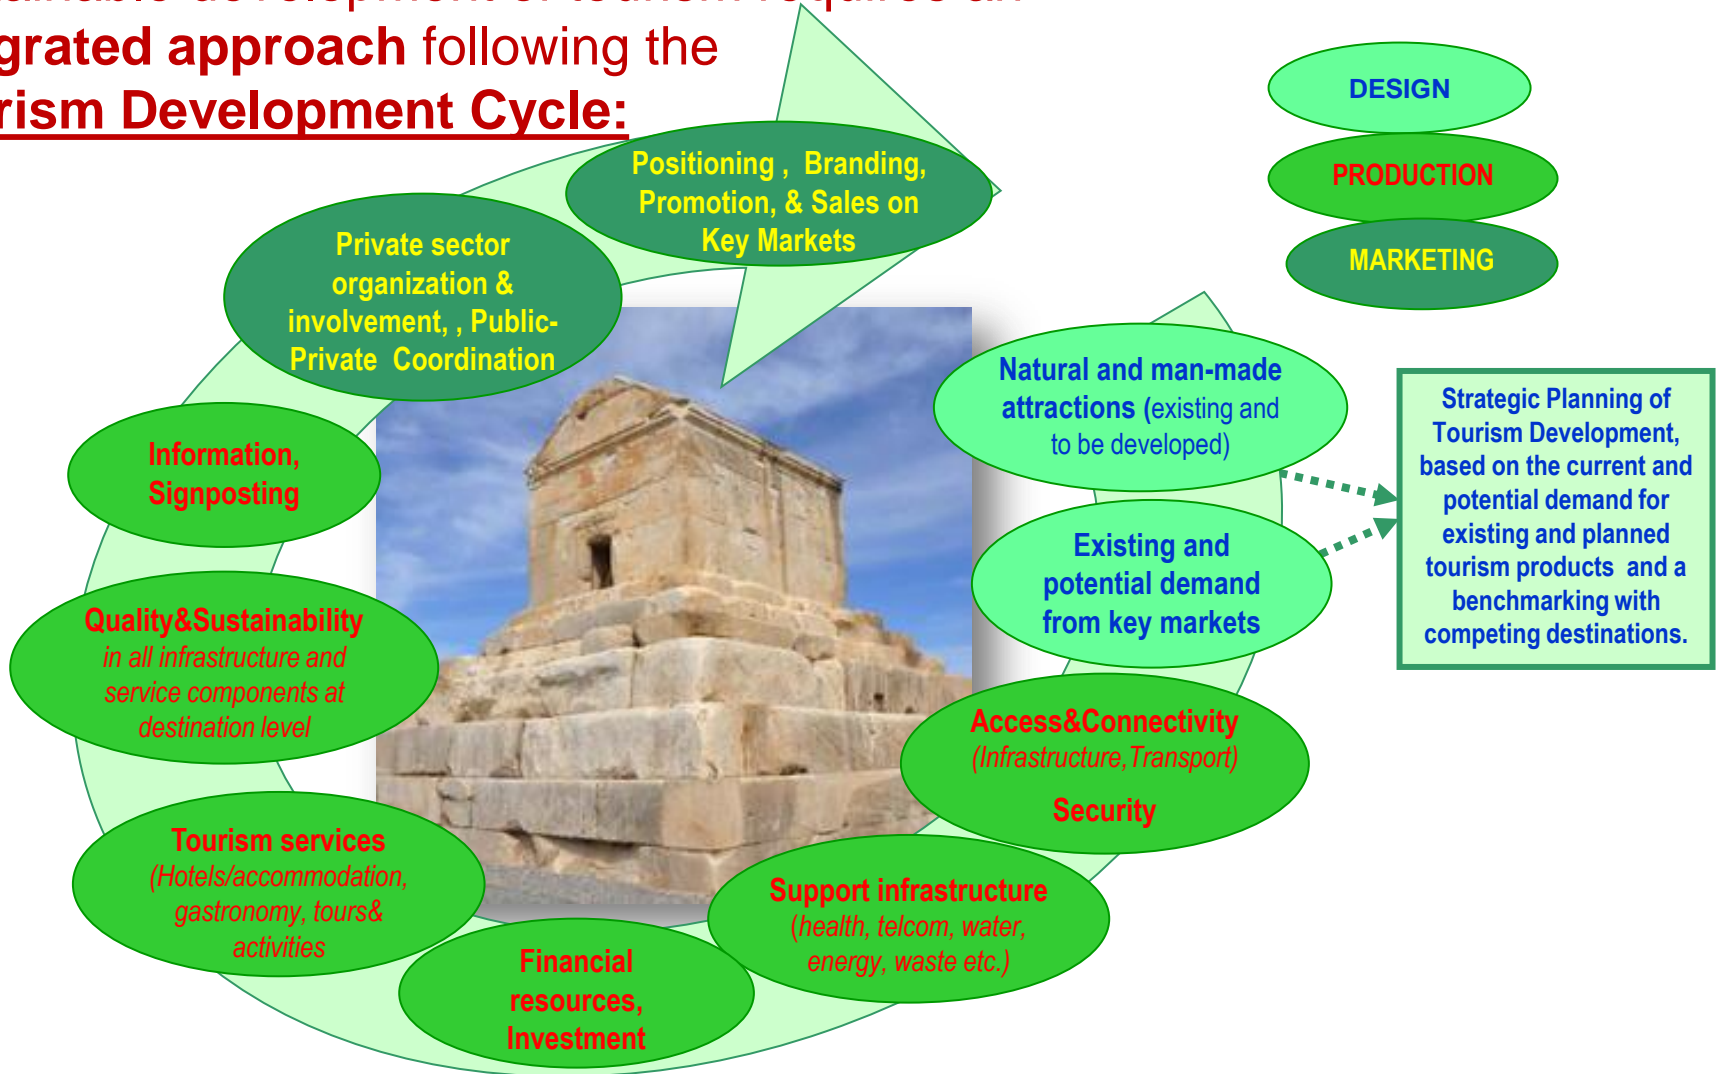 development of tourism requires an
grated approach following the
rism Development Cycle:
DESIGN
PRODUCTION
MARKETING
Positioning , Branding,
Promotion, & Sales on
Key Markets
Private sector
organization &
involvement, , Public-
Private Coordination
Information,
Signposting
Quality&Sustainability
in all infrastructure and
service components at
destination level
Tourism services
(Hotels/accommodation,
gastronomy, tours&
activities
Financial
resources,
Investment
Support infrastructure
(health, telcom, water,
energy, waste etc.)
Access&Connectivity
(Infrastructure,Transport)
Security
Existing and
potential demand
from key markets
Natural and man-made
attractions (existing and
to be developed)
Strategic Planning of
Tourism Development,
based on the current and
potential demand for
existing and planned
tourism products and a
benchmarking with
competing destinations.